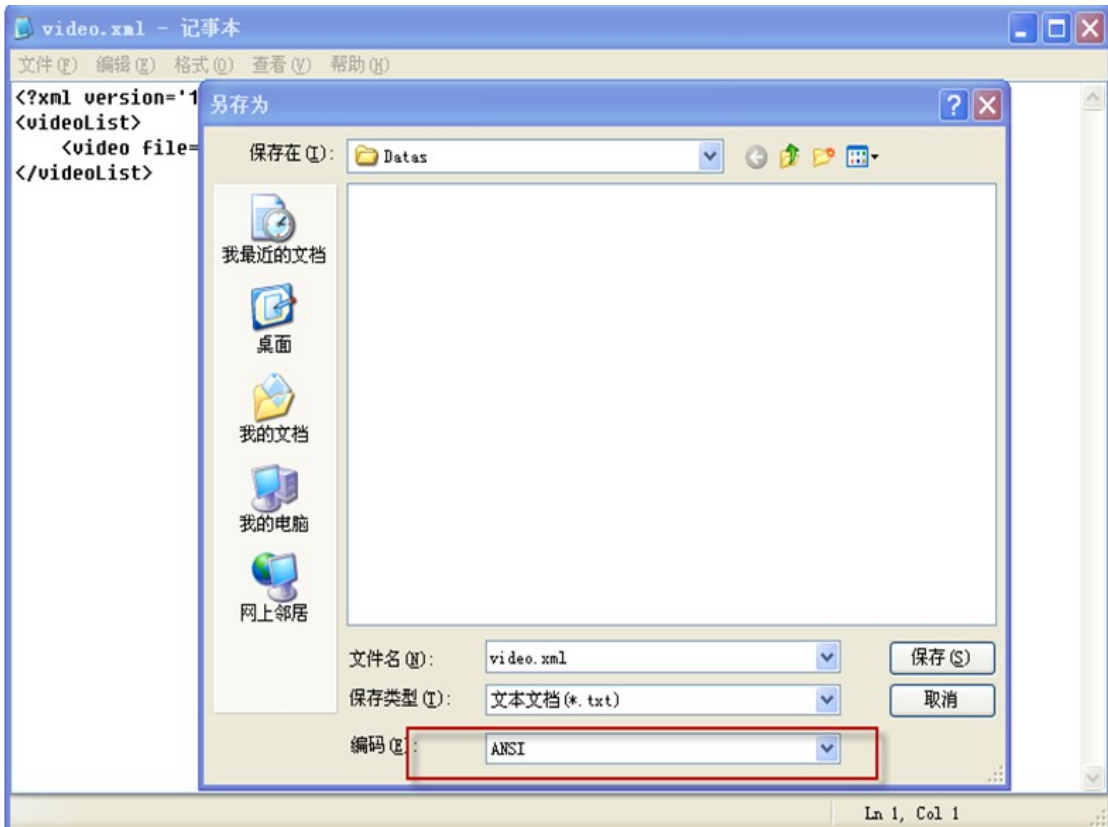 video.xml - 记事本
文件(F) 编辑(E) 格式(O) 查看(V) 帮助(H)
<?xml version='1
<videoList>
<video file=
</videoList>
另存为
保存在(I):
Datas
我最近的文档
桌面
我的文档
我的电脑
网上邻居
文件名(N):
video.xml
保存(S)
保存类型(T):
文本文档(*.txt)
取消
编码(E):
ANSI
Ln 1, Col 1